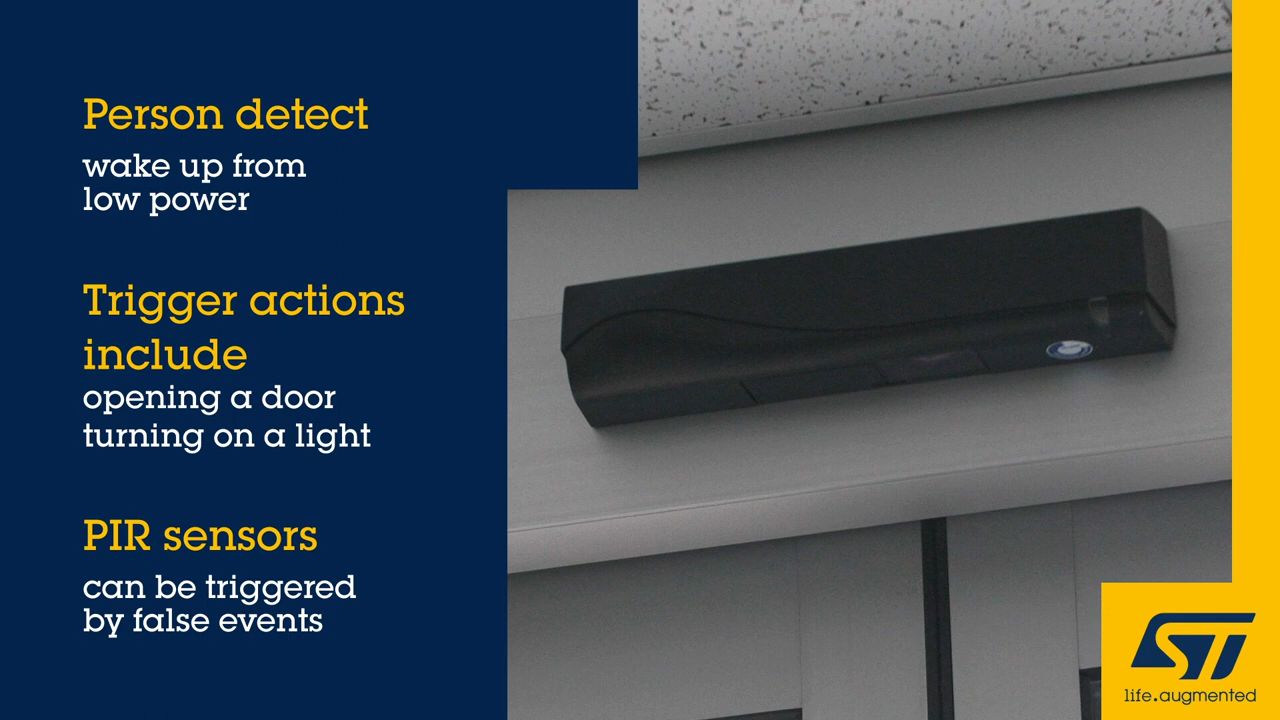 Person detect
wake up from
low power
Trigger actions
include
opening a door
turning on a light
PIR sensors
can be triggered
by false events
ST
life.augmented